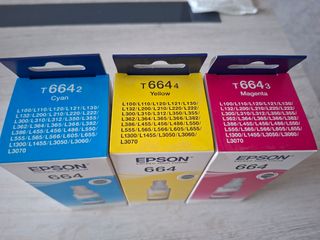 T6642
Cyan
L100/L110/L120/L121/L130/
L132/L200/L210/L220/L222/
L300/L310/L312/L350/L355/
L362/L364/L365/L366/L382/
L386/L455/L456/L486/L550/
L555/L565/L566/L605/L655/
L1300/L1455/L3050/L3060/
L3070
EPSON
664
T6644
Yellow
L100/L110/L120/L121/L130/
L132/L200/L210/L220/L222/
L300/L310/L312/L350/L355/
L362/L364/L365/L366/L382/
L386/L455/L456/L486/L550/
L555/L565/L566/L605/L655/
L1300/L1455/L3050/L3060/
L3070
EPSON
664
T6643
Magenta
L100/L110/L120/L121/L130/
L132/L200/L210/L220/L222/
L300/L310/L312/L350/L355/
L362/L364/L365/L366/L382/
L386/L455/L456/L486/L550/
L555/L565/L566/L605/L655/
L1300/L1455/L3050/L3060/
L3070
EPSON
664